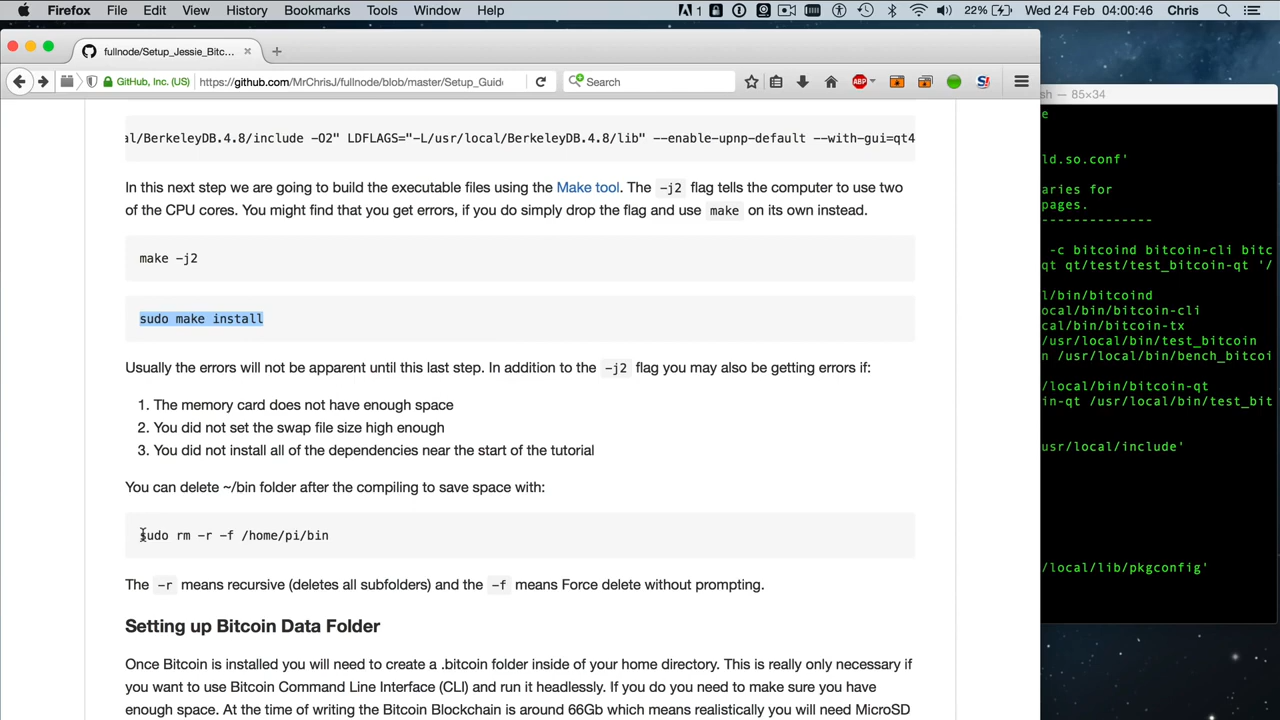 Firefox File Edit View History Bookmarks Tools Window Help 22% Wed 24 Feb 04:00:46 Chris
fullnode/Setup_Jessie_Bitc...
GitHub, Inc. (US) https://github.com/MrChrisJ/fullnode/blob/master/Setup_Guid Search ABP
sh — 85×34
al/BerkeleyDB.4.8/include -O2" LDFLAGS="-L/usr/local/BerkeleyDB.4.8/lib" --enable-upnp-default --with-gui=qt4
In this next step we are going to build the executable files using the Make tool. The -j2 flag tells the computer to use two
of the CPU cores. You might find that you get errors, if you do simply drop the flag and use make on its own instead.
make -j2
sudo make install
Usually the errors will not be apparent until this last step. In addition to the -j2 flag you may also be getting errors if:
1. The memory card does not have enough space
2. You did not set the swap file size high enough
3. You did not install all of the dependencies near the start of the tutorial
You can delete ~/bin folder after the compiling to save space with:
sudo rm -r -f /home/pi/bin
The -r means recursive (deletes all subfolders) and the -f means Force delete without prompting.
Setting up Bitcoin Data Folder
Once Bitcoin is installed you will need to create a .bitcoin folder inside of your home directory. This is really only necessary if
you want to use Bitcoin Command Line Interface (CLI) and run it headlessly. If you do you need to make sure you have
enough space. At the time of writing the Bitcoin Blockchain is around 66Gb which means realistically you will need MicroSD
e
ld.so.conf'
aries for
pages.
---------------
-c bitcoind bitcoin-cli bitc
qt qt/test/test_bitcoin-qt '/
l/bin/bitcoind
ocal/bin/bitcoin-cli
cal/bin/bitcoin-tx
/usr/local/bin/test_bitcoin
n /usr/local/bin/bench_bitcoi
/local/bin/bitcoin-qt
in-qt /usr/local/bin/test_bit
usr/local/include'
/local/lib/pkgconfig'